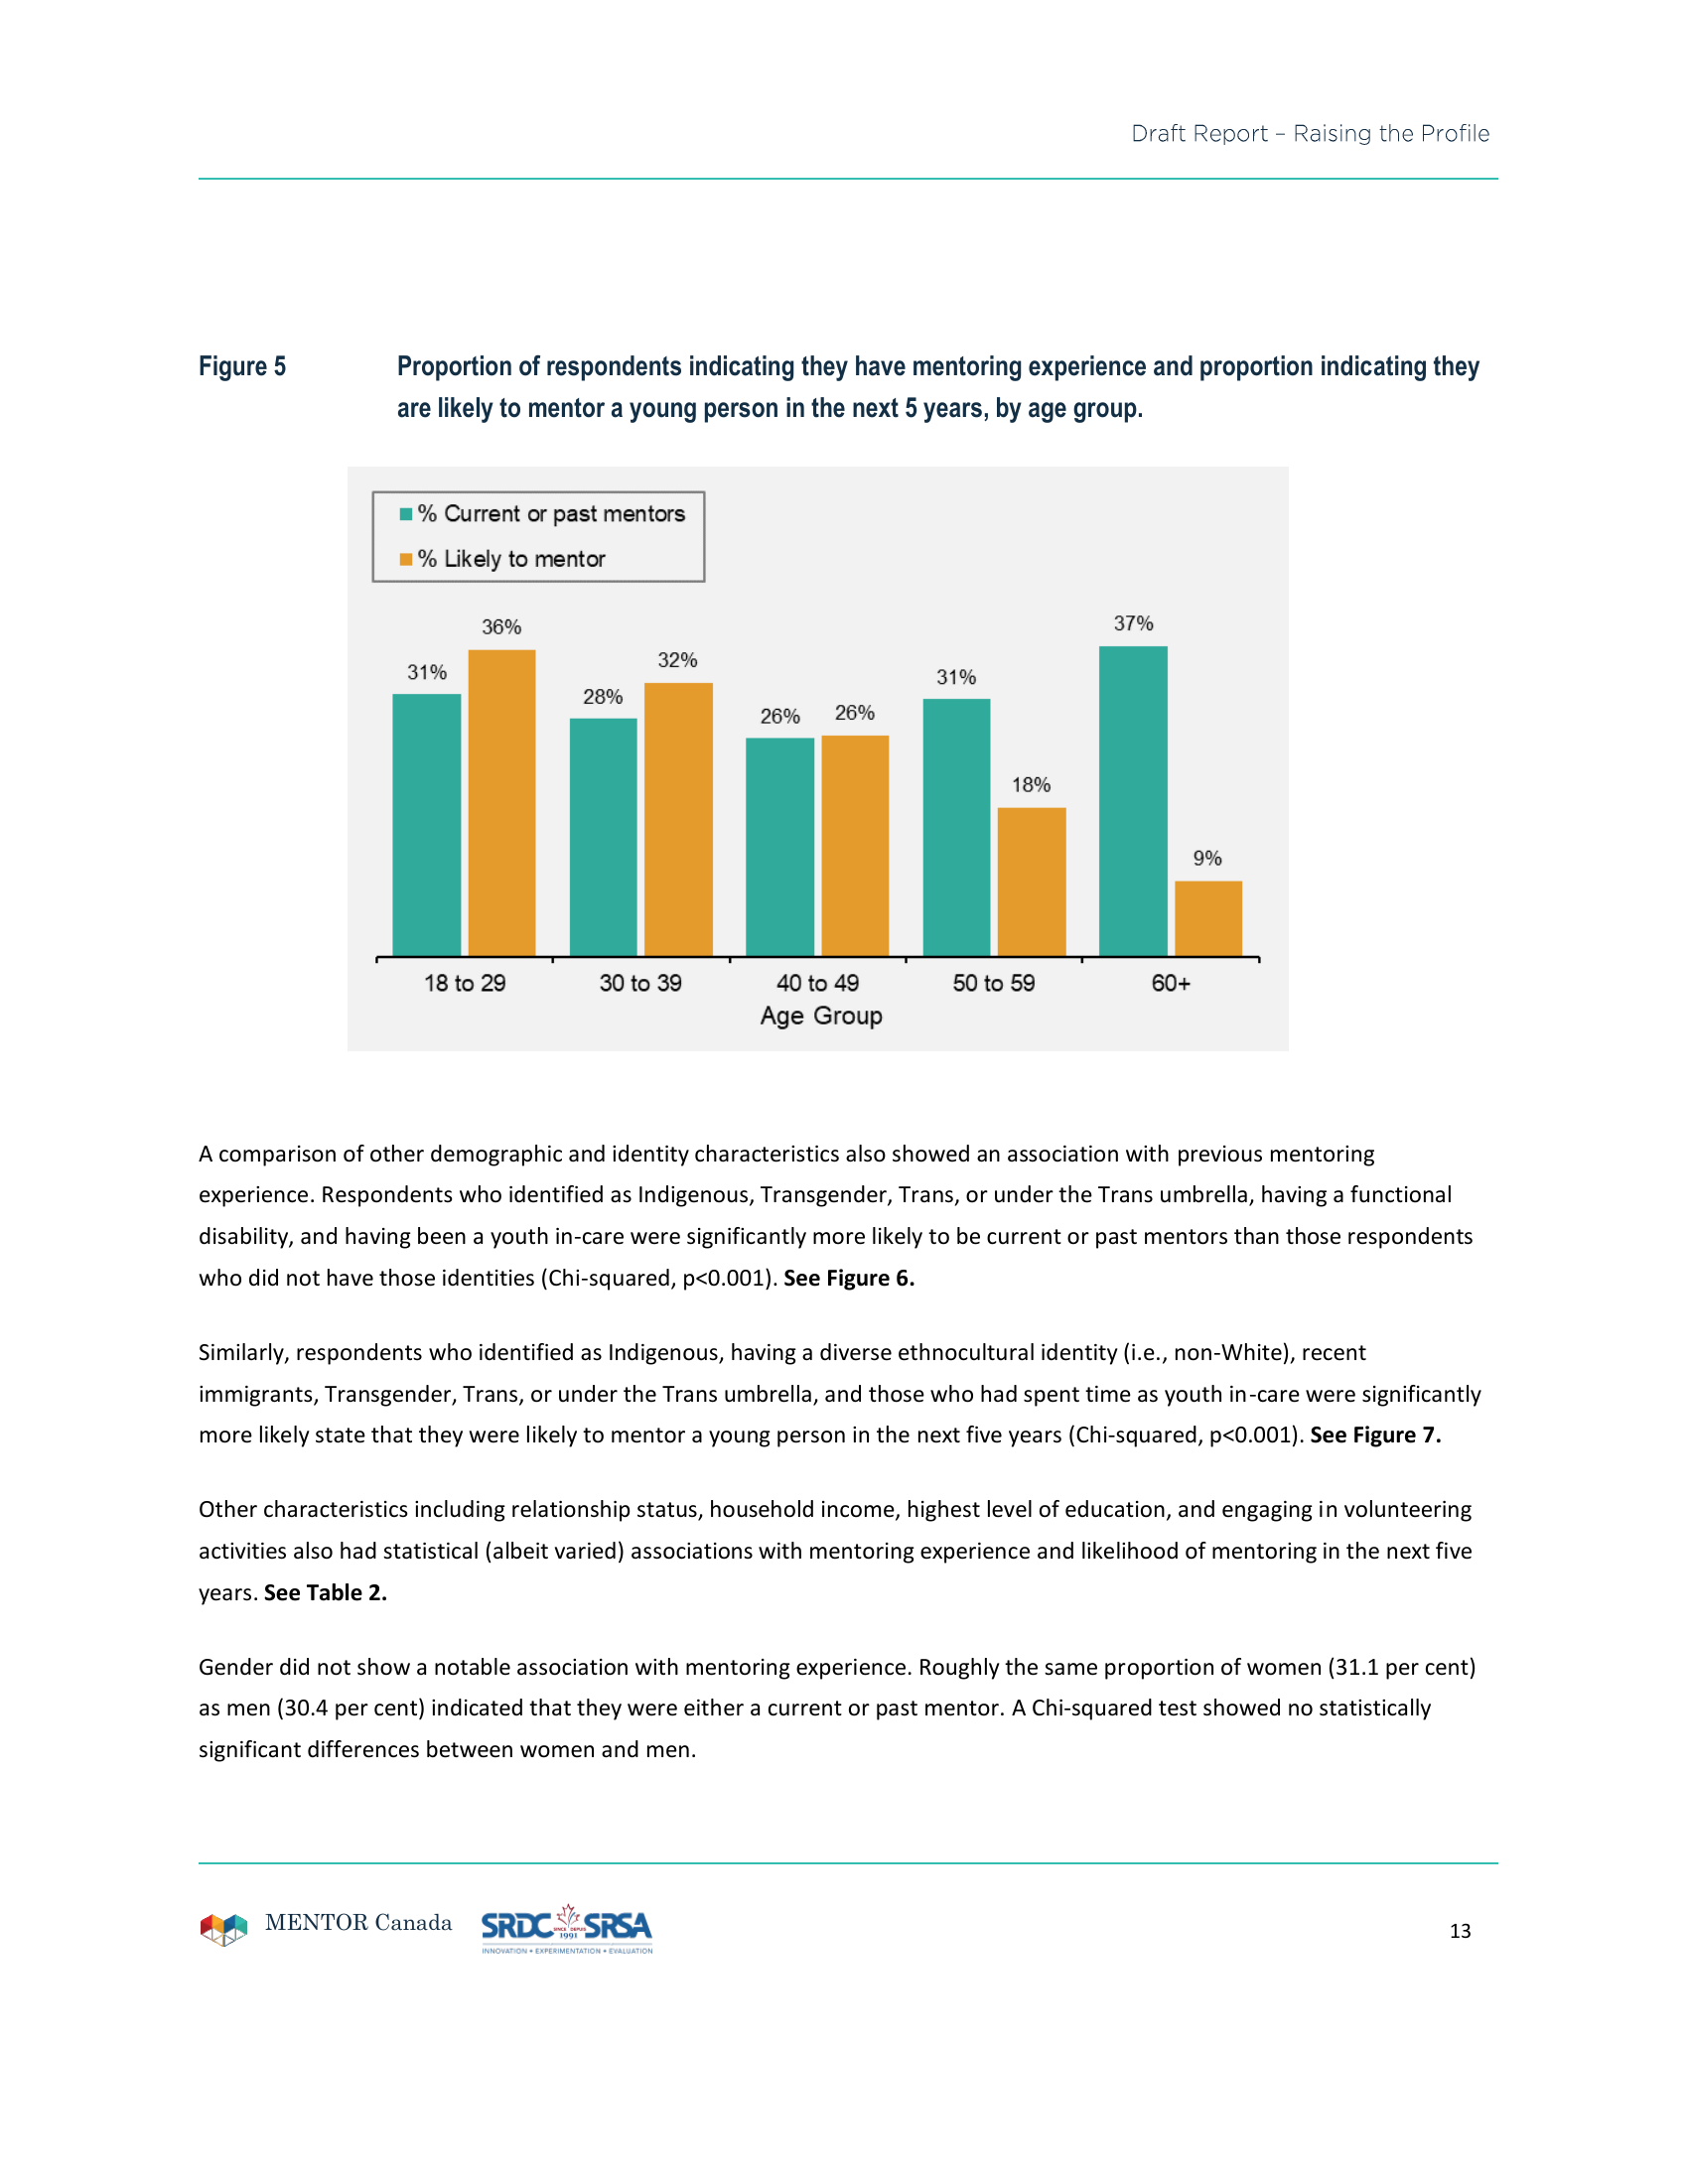 Draft Report – Raising the Profile
Figure 5
Proportion of respondents indicating they have mentoring experience and proportion indicating they
are likely to mentor a young person in the next 5 years, by age group.
% Current or past mentors
% Likely to mentor
31%
36%
28%
32%
26%
26%
31%
18%
37%
9%
18 to 29
30 to 39
40 to 49
50 to 59
60+
Age Group
A comparison of other demographic and identity characteristics also showed an association with previous mentoring
experience. Respondents who identified as Indigenous, Transgender, Trans, or under the Trans umbrella, having a functional
disability, and having been a youth in-care were significantly more likely to be current or past mentors than those respondents
who did not have those identities (Chi-squared, p<0.001). See Figure 6.
Similarly, respondents who identified as Indigenous, having a diverse ethnocultural identity (i.e., non-White), recent
immigrants, Transgender, Trans, or under the Trans umbrella, and those who had spent time as youth in-care were significantly
more likely state that they were likely to mentor a young person in the next five years (Chi-squared, p<0.001). See Figure 7.
Other characteristics including relationship status, household income, highest level of education, and engaging in volunteering
activities also had statistical (albeit varied) associations with mentoring experience and likelihood of mentoring in the next five
years. See Table 2.
Gender did not show a notable association with mentoring experience. Roughly the same proportion of women (31.1 per cent)
as men (30.4 per cent) indicated that they were either a current or past mentor. A Chi-squared test showed no statistically
significant differences between women and men.
MENTOR Canada
SRDC SRSA
SINCE DEPUIS
1991
INNOVATION • EXPERIMENTATION • EVALUATION
13